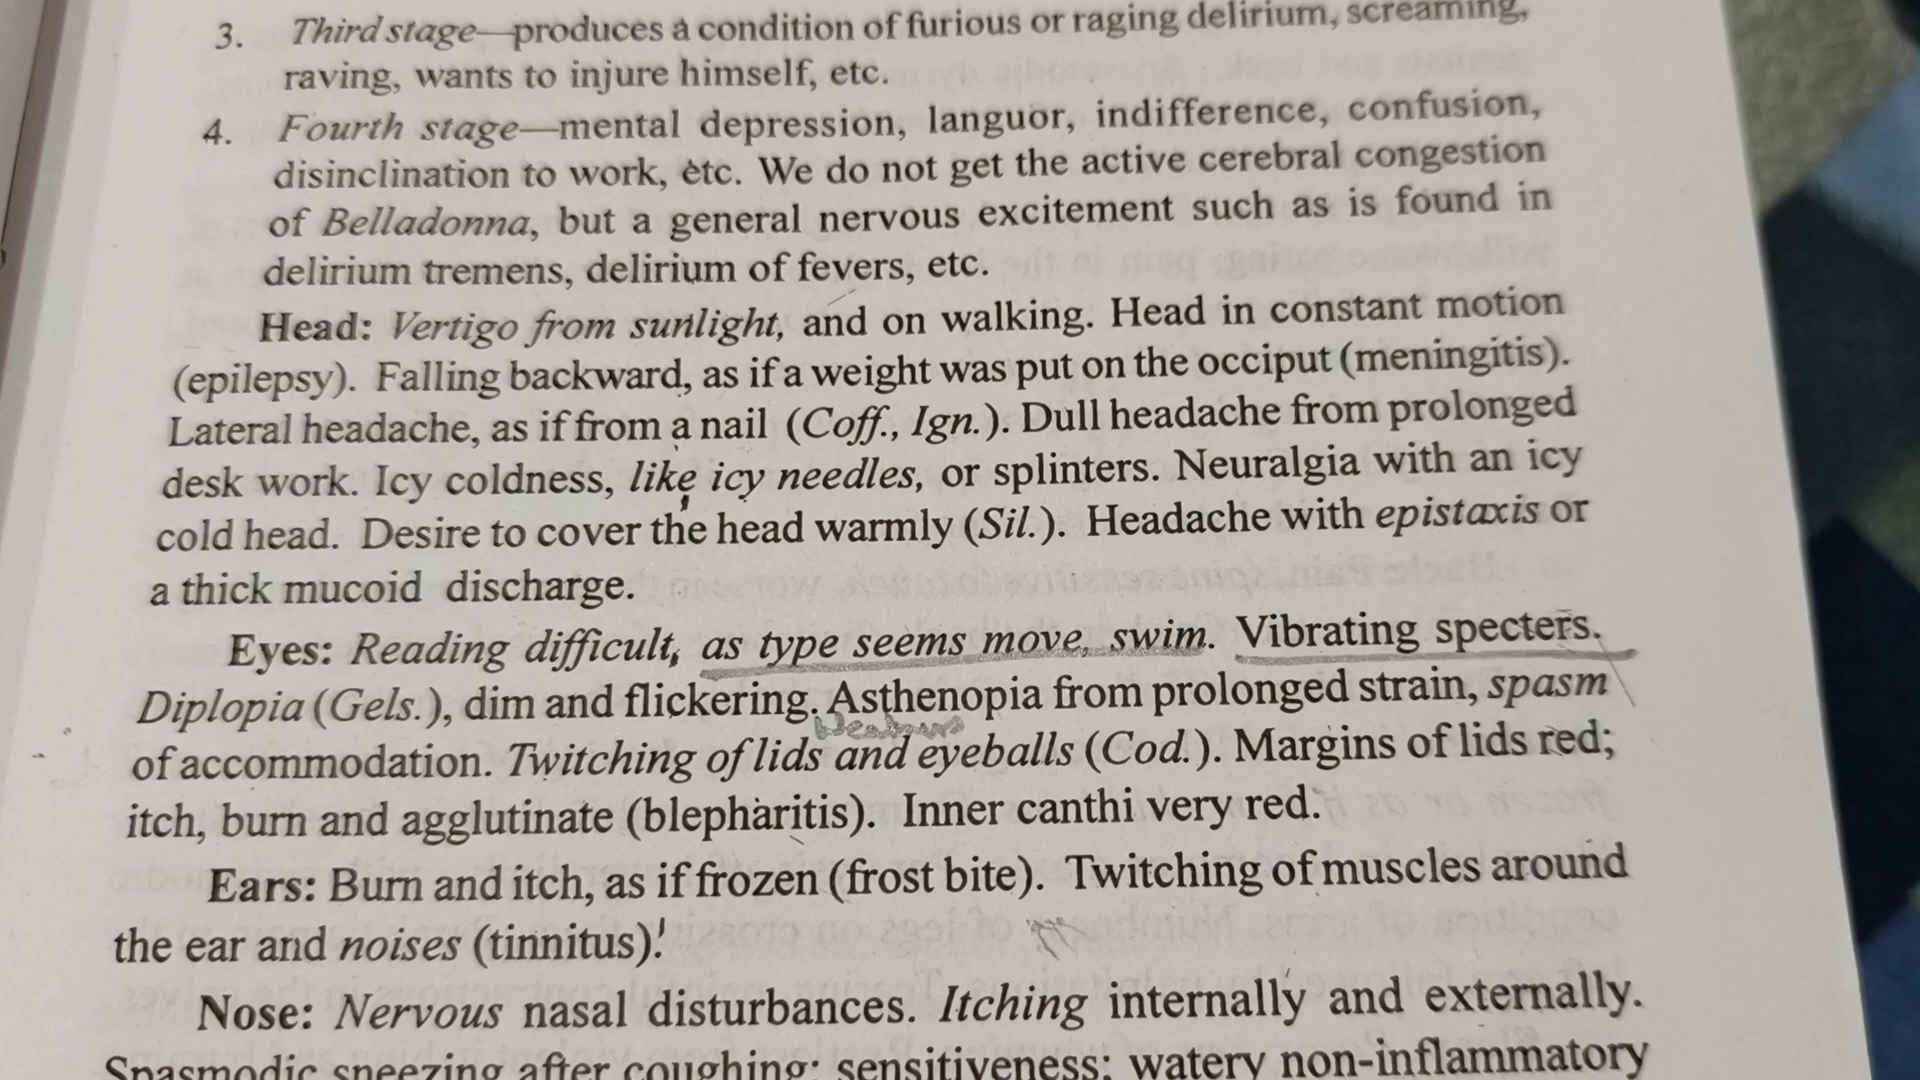 3. Third stage—produces a condition of furious or raging delirium, screaming,
raving, wants to injure himself, etc.
4. Fourth stage—mental depression, languor, indifference, confusion,
disinclination to work, etc. We do not get the active cerebral congestion
of Belladonna, but a general nervous excitement such as is found in
delirium tremens, delirium of fevers, etc.
Head: Vertigo from sunlight, and on walking. Head in constant motion
(epilepsy). Falling backward, as if a weight was put on the occiput (meningitis).
Lateral headache, as if from a nail (Coff., Ign.). Dull headache from prolonged
desk work. Icy coldness, like icy needles, or splinters. Neuralgia with an icy
cold head. Desire to cover the head warmly (Sil.). Headache with epistaxis or
a thick mucoid discharge.
Eyes: Reading difficult, as type seems move, swim. Vibrating specters.
Diplopia (Gels.), dim and flickering. Asthenopia from prolonged strain, spasm
of accommodation. Twitching of lids and eyeballs (Cod.). Margins of lids red;
itch, burn and agglutinate (blepharitis). Inner canthi very red.
Ears: Burn and itch, as if frozen (frost bite). Twitching of muscles around
the ear and noises (tinnitus).
Nose: Nervous nasal disturbances. Itching internally and externally.
Spasmodic sneezing after coughing; sensitiveness; watery non-inflammatory